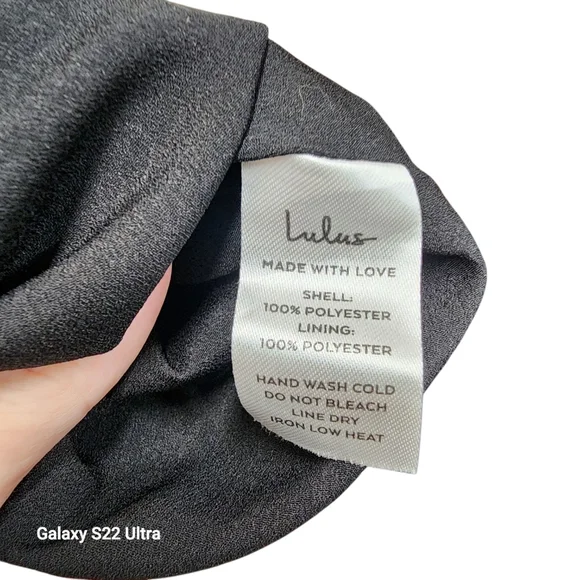 Lulus
MADE WITH LOVE
SHELL:
100% POLYESTER
LINING:
100% POLYESTER
HAND WASH COLD
DO NOT BLEACH
LINE DRY
IRON LOW HEAT
Galaxy S22 Ultra